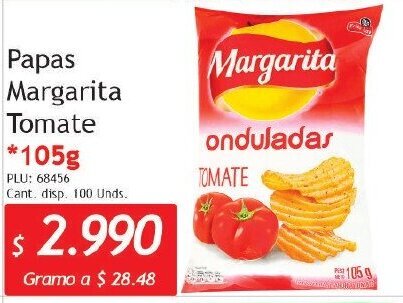 Papas
Margarita
Tomate
*105g
PLU: 68456
Cant. disp. 100 Unds.
$ 2.990
Gramo a $ 28.48
Margarita
onduladas
TOMATE
105 g